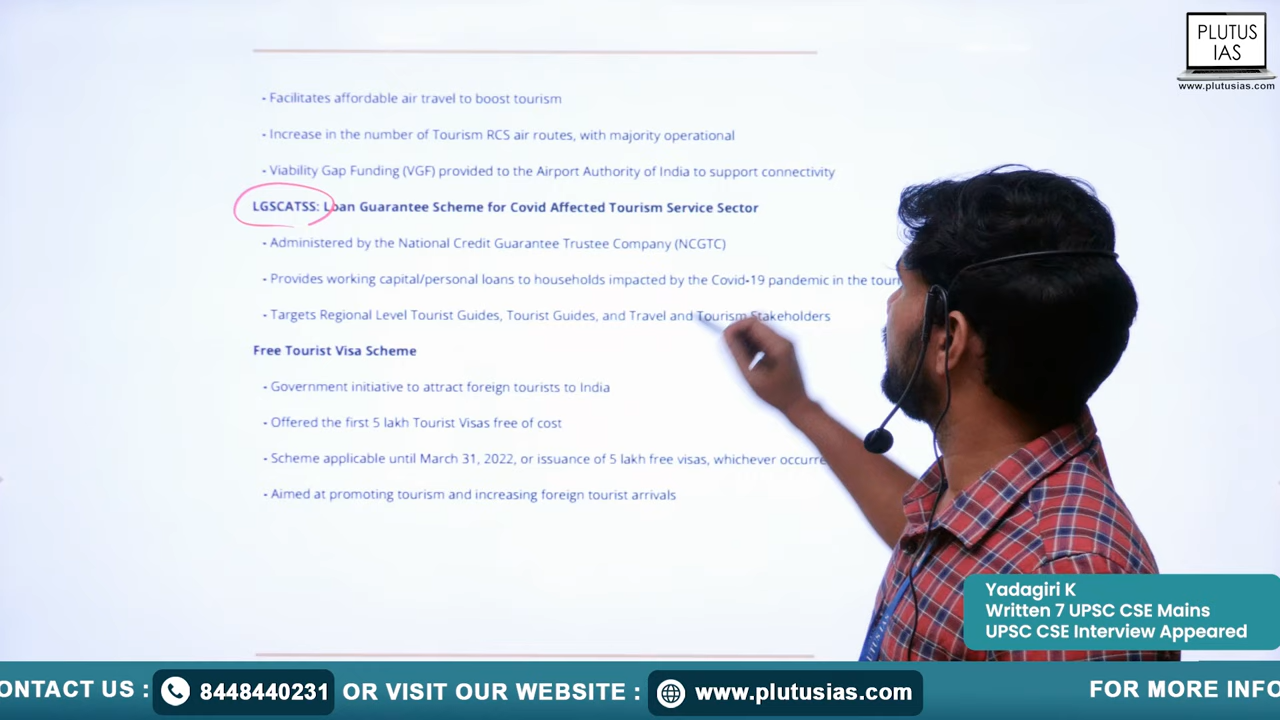 PLUTUS
IAS
www.plutusias.com
- Facilitates affordable air travel to boost tourism
- Increase in the number of Tourism RCS air routes, with majority operational
- Viability Gap Funding (VGF) provided to the Airport Authority of India to support connectivity
LGSCATSS: Loan Guarantee Scheme for Covid Affected Tourism Service Sector
- Administered by the National Credit Guarantee Trustee Company (NCGTC)
- Provides working capital/personal loans to households impacted by the Covid-19 pandemic in the tour
- Targets Regional Level Tourist Guides, Tourist Guides, and Travel and Tourism Stakeholders
Free Tourist Visa Scheme
- Government initiative to attract foreign tourists to India
- Offered the first 5 lakh Tourist Visas free of cost
- Scheme applicable until March 31, 2022, or issuance of 5 lakh free visas, whichever occurre
- Aimed at promoting tourism and increasing foreign tourist arrivals
Yadagiri K
Written 7 UPSC CSE Mains
UPSC CSE Interview Appeared
ONTACT US : 8448440231 OR VISIT OUR WEBSITE : www.plutusias.com FOR MORE INFO